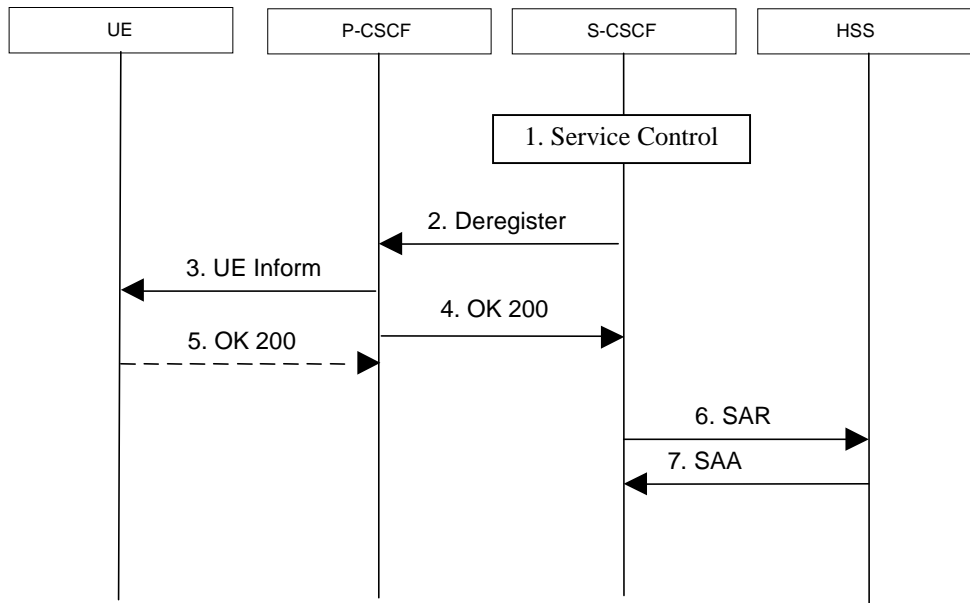 UE
P-CSCF
S-CSCF
HSS
1. Service Control
2. Deregister
3. UE Inform
4. OK 200
5. OK 200
6. SAR
7. SAA